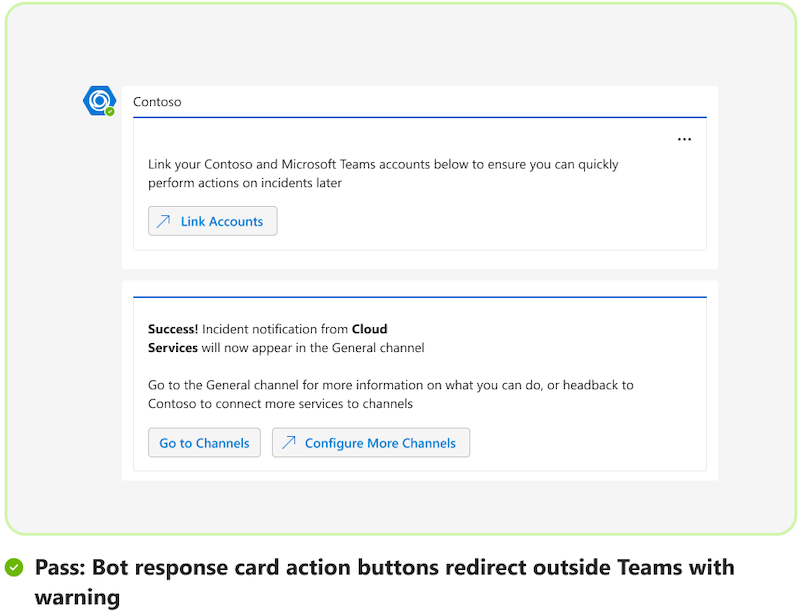 Contoso
...
Link your Contoso and Microsoft Teams accounts below to ensure you can quickly
perform actions on incidents later
Link Accounts
Success! Incident notification from Cloud
Services will now appear in the General channel
Go to the General channel for more information on what you can do, or headback to
Contoso to connect more services to channels
Go to Channels
Configure More Channels
Pass: Bot response card action buttons redirect outside Teams with
warning